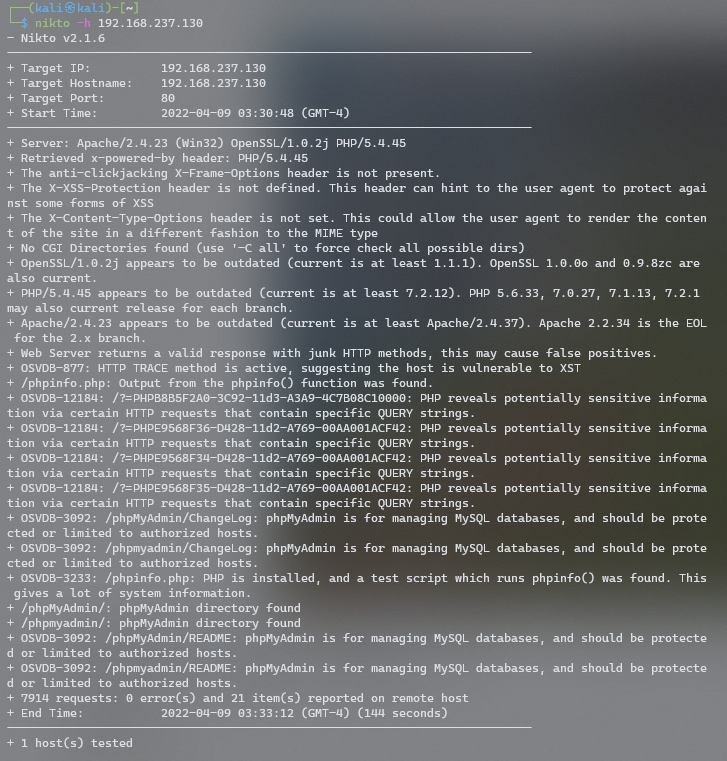 ┌──(kali㉿kali)-[~]
└─$ nikto -h 192.168.237.130
- Nikto v2.1.6
---------------------------------------------------------------------------
+ Target IP:          192.168.237.130
+ Target Hostname:    192.168.237.130
+ Target Port:        80
+ Start Time:         2022-04-09 03:30:48 (GMT-4)
---------------------------------------------------------------------------
+ Server: Apache/2.4.23 (Win32) OpenSSL/1.0.2j PHP/5.4.45
+ Retrieved x-powered-by header: PHP/5.4.45
+ The anti-clickjacking X-Frame-Options header is not present.
+ The X-XSS-Protection header is not defined. This header can hint to the user agent to protect agai
nst some forms of XSS
+ The X-Content-Type-Options header is not set. This could allow the user agent to render the conten
t of the site in a different fashion to the MIME type
+ No CGI Directories found (use '-C all' to force check all possible dirs)
+ OpenSSL/1.0.2j appears to be outdated (current is at least 1.1.1). OpenSSL 1.0.0o and 0.9.8zc are
also current.
+ PHP/5.4.45 appears to be outdated (current is at least 7.2.12). PHP 5.6.33, 7.0.27, 7.1.13, 7.2.1
may also current release for each branch.
+ Apache/2.4.23 appears to be outdated (current is at least Apache/2.4.37). Apache 2.2.34 is the EOL
 for the 2.x branch.
+ Web Server returns a valid response with junk HTTP methods, this may cause false positives.
+ OSVDB-877: HTTP TRACE method is active, suggesting the host is vulnerable to XST
+ /phpinfo.php: Output from the phpinfo() function was found.
+ OSVDB-12184: /?=PHPB8B5F2A0-3C92-11d3-A3A9-4C7B08C10000: PHP reveals potentially sensitive informa
tion via certain HTTP requests that contain specific QUERY strings.
+ OSVDB-12184: /?=PHPE9568F36-D428-11d2-A769-00AA001ACF42: PHP reveals potentially sensitive informa
tion via certain HTTP requests that contain specific QUERY strings.
+ OSVDB-12184: /?=PHPE9568F34-D428-11d2-A769-00AA001ACF42: PHP reveals potentially sensitive informa
tion via certain HTTP requests that contain specific QUERY strings.
+ OSVDB-12184: /?=PHPE9568F35-D428-11d2-A769-00AA001ACF42: PHP reveals potentially sensitive informa
tion via certain HTTP requests that contain specific QUERY strings.
+ OSVDB-3092: /phpMyAdmin/ChangeLog: phpMyAdmin is for managing MySQL databases, and should be prote
cted or limited to authorized hosts.
+ OSVDB-3092: /phpmyadmin/ChangeLog: phpMyAdmin is for managing MySQL databases, and should be prote
cted or limited to authorized hosts.
+ OSVDB-3233: /phpinfo.php: PHP is installed, and a test script which runs phpinfo() was found. This
 gives a lot of system information.
+ /phpMyAdmin/: phpMyAdmin directory found
+ /phpmyadmin/: phpMyAdmin directory found
+ OSVDB-3092: /phpMyAdmin/README: phpMyAdmin is for managing MySQL databases, and should be protecte
d or limited to authorized hosts.
+ OSVDB-3092: /phpmyadmin/README: phpMyAdmin is for managing MySQL databases, and should be protecte
d or limited to authorized hosts.
+ 7914 requests: 0 error(s) and 21 item(s) reported on remote host
+ End Time:           2022-04-09 03:33:12 (GMT-4) (144 seconds)
---------------------------------------------------------------------------
+ 1 host(s) tested